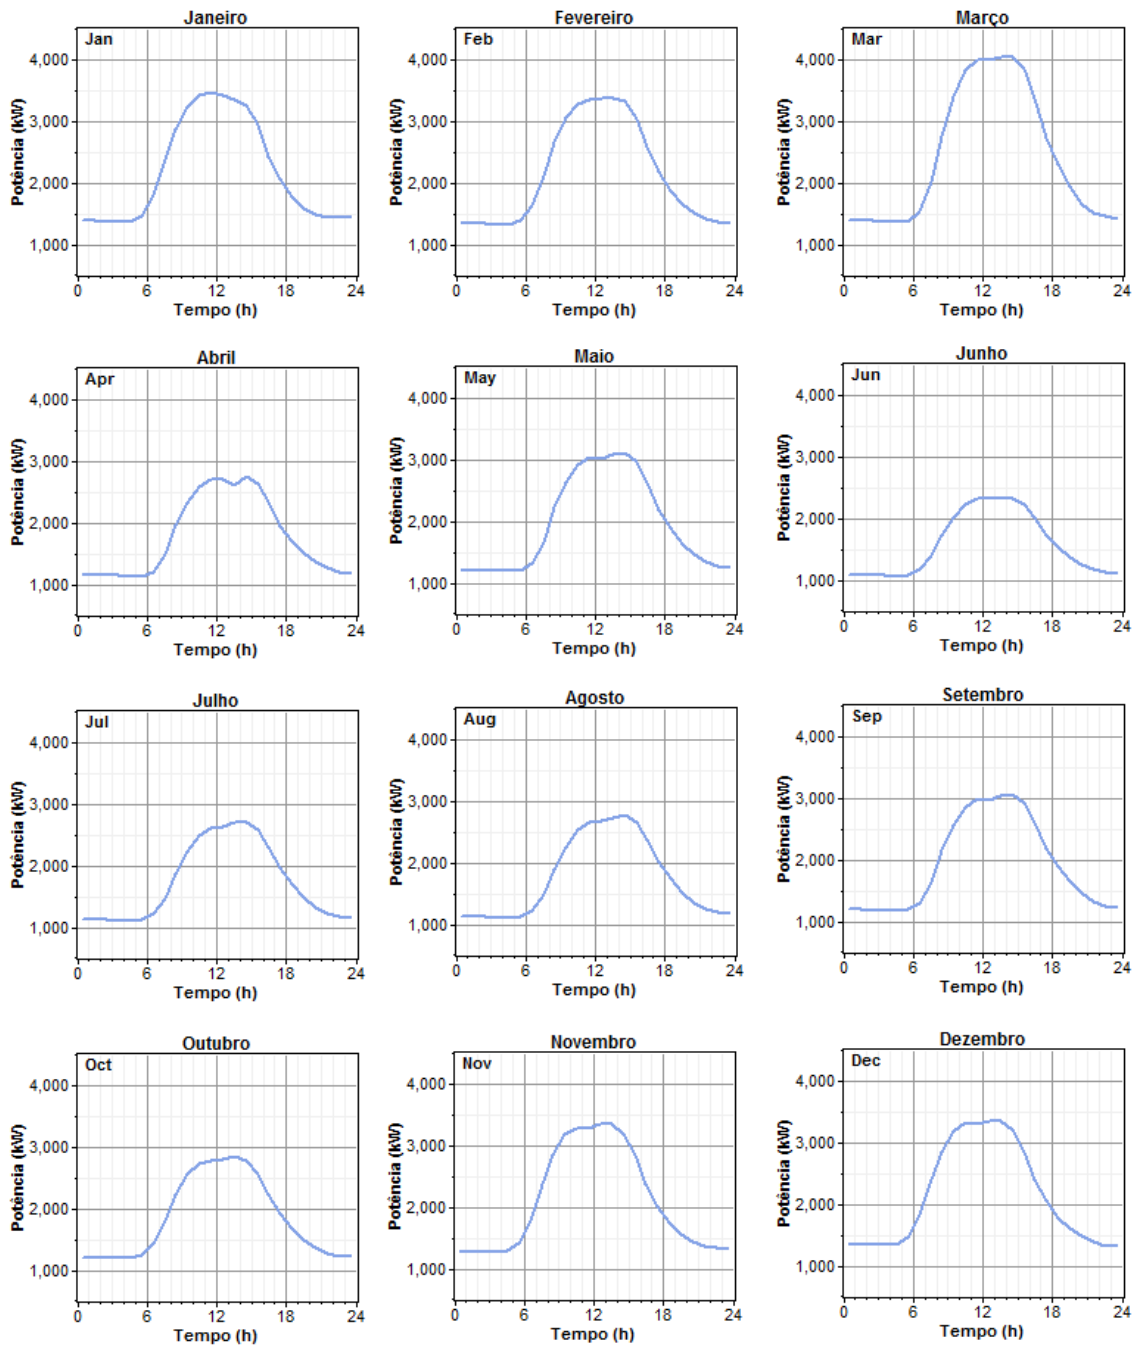 Janeiro
Jan
4,000
3,000
2,000
1,000
Potência (kW)
0 6 12 18 24
Tempo (h)
Fevereiro
Feb
4,000
3,000
2,000
1,000
Potência (kW)
0 6 12 18 24
Tempo (h)
Março
Mar
4,000
3,000
2,000
1,000
Potência (kW)
0 6 12 18 24
Tempo (h)
Abril
Apr
4,000
3,000
2,000
1,000
Potência (kW)
0 6 12 18 24
Tempo (h)
Maio
May
4,000
3,000
2,000
1,000
Potência (kW)
0 6 12 18 24
Tempo (h)
Junho
Jun
4,000
3,000
2,000
1,000
Potência (kW)
0 6 12 18 24
Tempo (h)
Julho
Jul
4,000
3,000
2,000
1,000
Potência (kW)
0 6 12 18 24
Tempo (h)
Agosto
Aug
4,000
3,000
2,000
1,000
Potência (kW)
0 6 12 18 24
Tempo (h)
Setembro
Sep
4,000
3,000
2,000
1,000
Potência (kW)
0 6 12 18 24
Tempo (h)
Outubro
Oct
4,000
3,000
2,000
1,000
Potência (kW)
0 6 12 18 24
Tempo (h)
Novembro
Nov
4,000
3,000
2,000
1,000
Potência (kW)
0 6 12 18 24
Tempo (h)
Dezembro
Dec
4,000
3,000
2,000
1,000
Potência (kW)
0 6 12 18 24
Tempo (h)